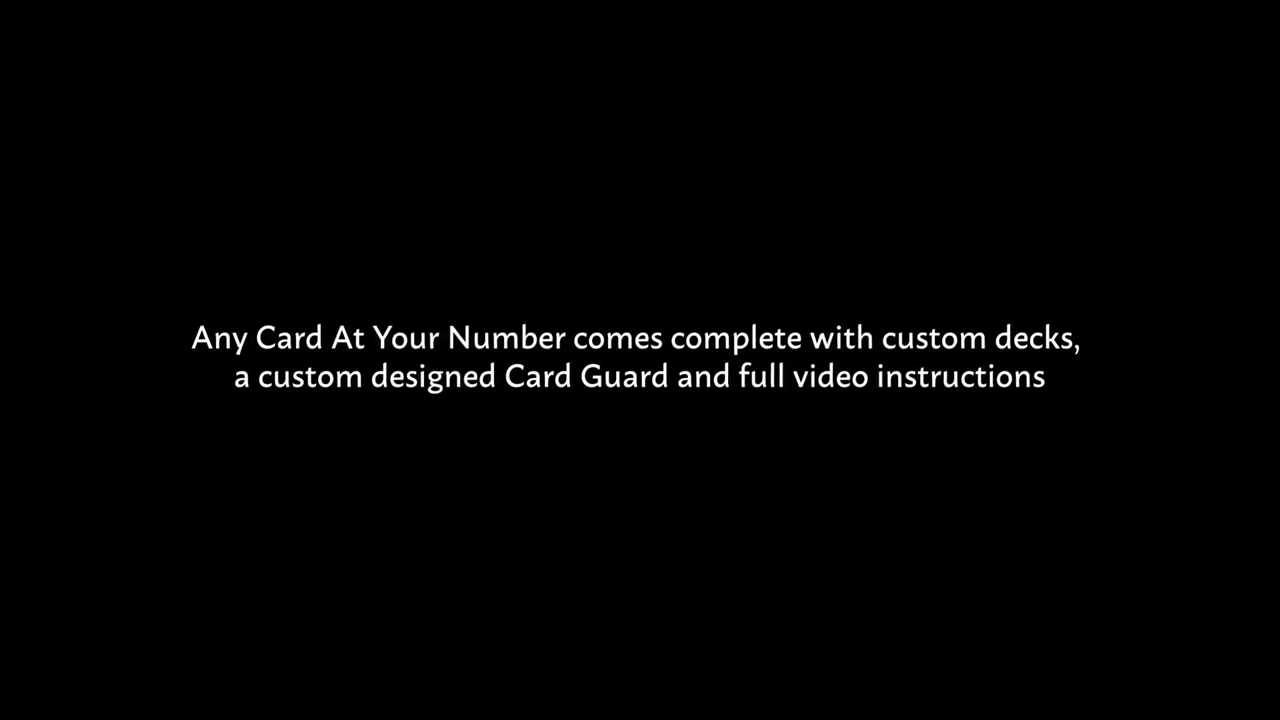 Any Card At Your Number comes complete with custom decks,
a custom designed Card Guard and full video instructions